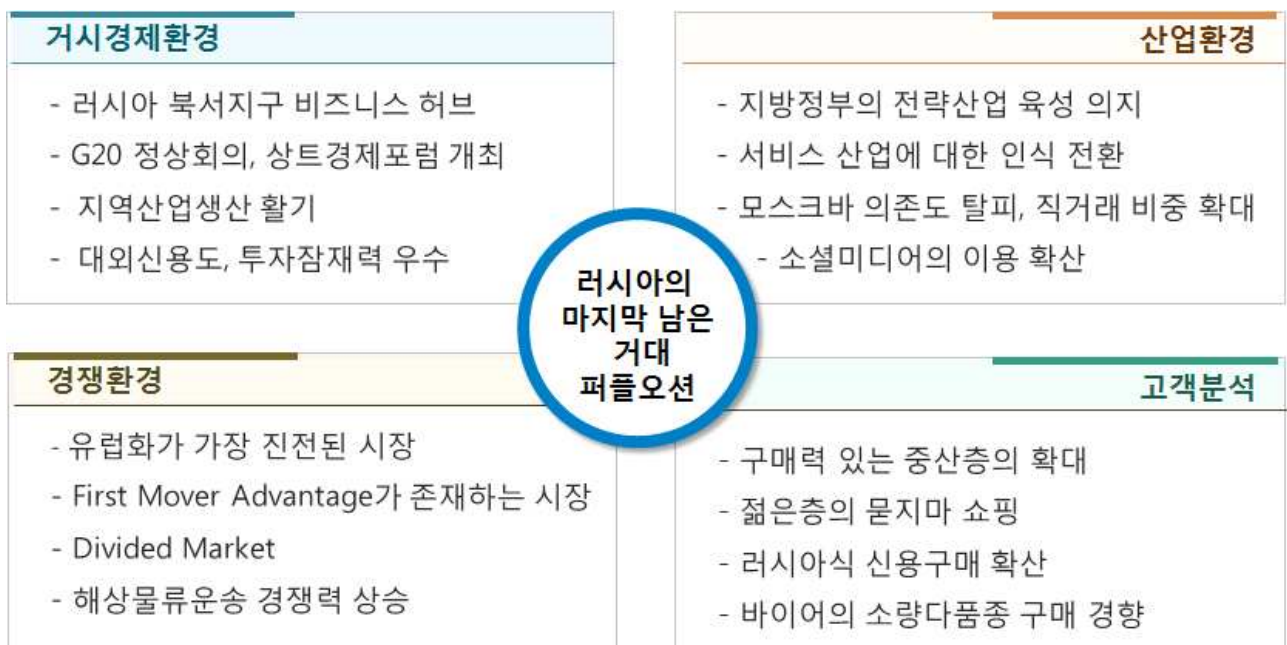 거시경제환경
- 러시아 북서지구 비즈니스 허브
- G20 정상회의, 상트경제포럼 개최
- 지역산업생산 활기
- 대외신용도, 투자잠재력 우수
산업환경
- 지방정부의 전략산업 육성 의지
- 서비스 산업에 대한 인식 전환
- 모스크바 의존도 탈피, 직거래 비중 확대
- 소셜미디어의 이용 확산
러시아의
마지막 남은
거대
퍼플오션
경쟁환경
- 유럽화가 가장 진전된 시장
- First Mover Advantage가 존재하는 시장
- Divided Market
- 해상물류운송 경쟁력 상승
고객분석
- 구매력 있는 중산층의 확대
- 젊은층의 묻지마 쇼핑
- 러시아식 신용구매 확산
- 바이어의 소량다품종 구매 경향